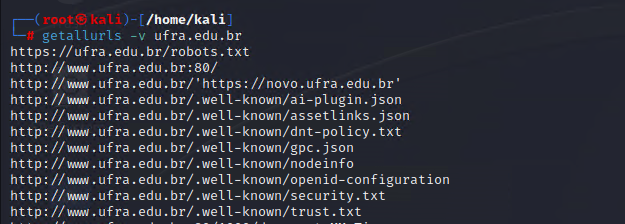 ┌──(root㉿kali)-[/home/kali]
└─# getallurls -v ufra.edu.br
https://ufra.edu.br/robots.txt
http://www.ufra.edu.br:80/
http://www.ufra.edu.br/'https://novo.ufra.edu.br'
http://www.ufra.edu.br/.well-known/ai-plugin.json
http://www.ufra.edu.br/.well-known/assetlinks.json
http://www.ufra.edu.br/.well-known/dnt-policy.txt
http://www.ufra.edu.br/.well-known/gpc.json
http://www.ufra.edu.br/.well-known/nodeinfo
http://www.ufra.edu.br/.well-known/openid-configuration
http://www.ufra.edu.br/.well-known/security.txt
http://www.ufra.edu.br/.well-known/trust.txt